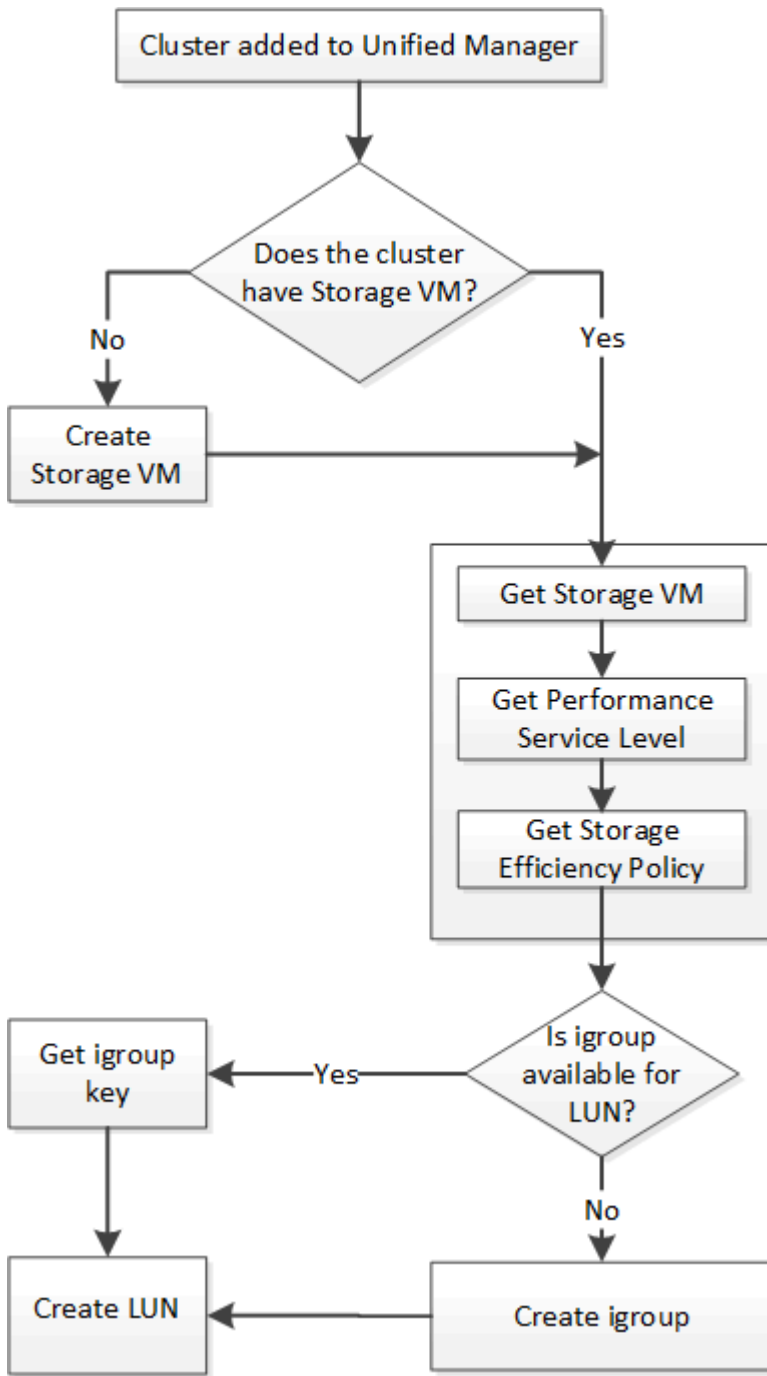 Cluster added to Unified Manager
Does the cluster
have Storage VM?
No
Yes
Create
Storage VM
Get Storage VM
Get Performance
Service Level
Get Storage
Efficiency Policy
Is igroup
available for
LUN?
Yes
Get igroup
key
No
Create LUN
Create igroup